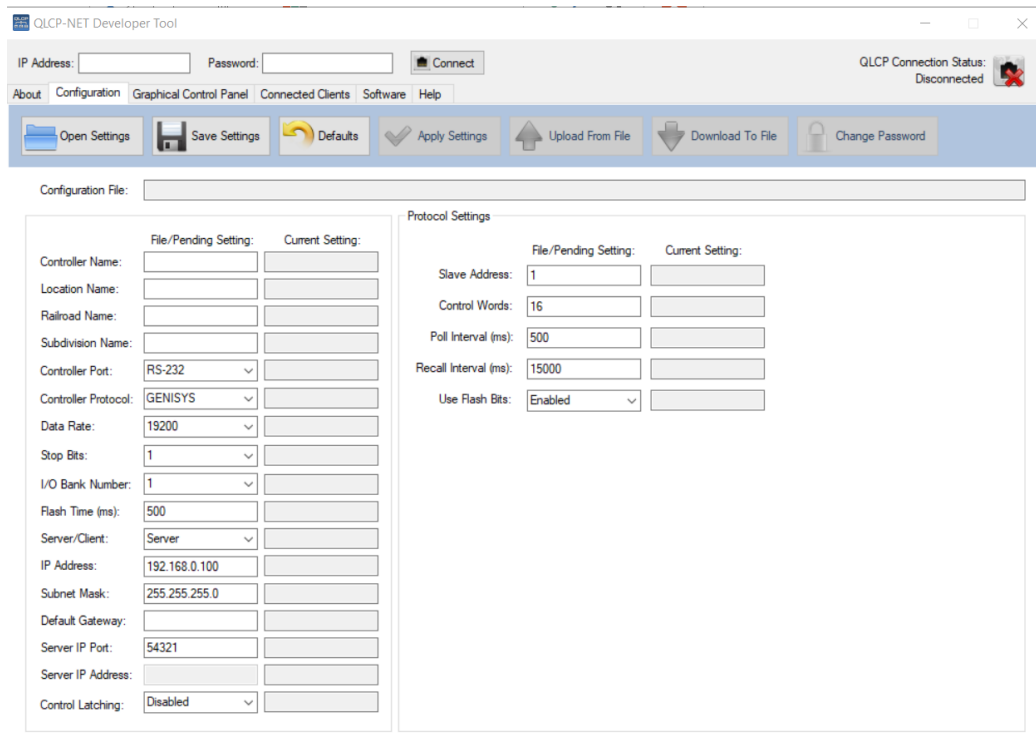 QLCP-NET Developer Tool
IP Address: Password: Connect QLCP Connection Status:
Disconnected
About Configuration Graphical Control Panel Connected Clients Software Help
Open Settings Save Settings Defaults Apply Settings Upload From File Download To File Change Password
Configuration File:
File/Pending Setting: Current Setting:
Controller Name:
Location Name:
Railroad Name:
Subdivision Name:
Controller Port: RS-232
Controller Protocol: GENISYS
Data Rate: 19200
Stop Bits: 1
I/O Bank Number: 1
Flash Time (ms): 500
Server/Client: Server
IP Address: 192.168.0.100
Subnet Mask: 255.255.255.0
Default Gateway:
Server IP Port: 54321
Server IP Address:
Control Latching: Disabled
Protocol Settings
File/Pending Setting: Current Setting:
Slave Address: 1
Control Words: 16
Poll Interval (ms): 500
Recall Interval (ms): 15000
Use Flash Bits: Enabled